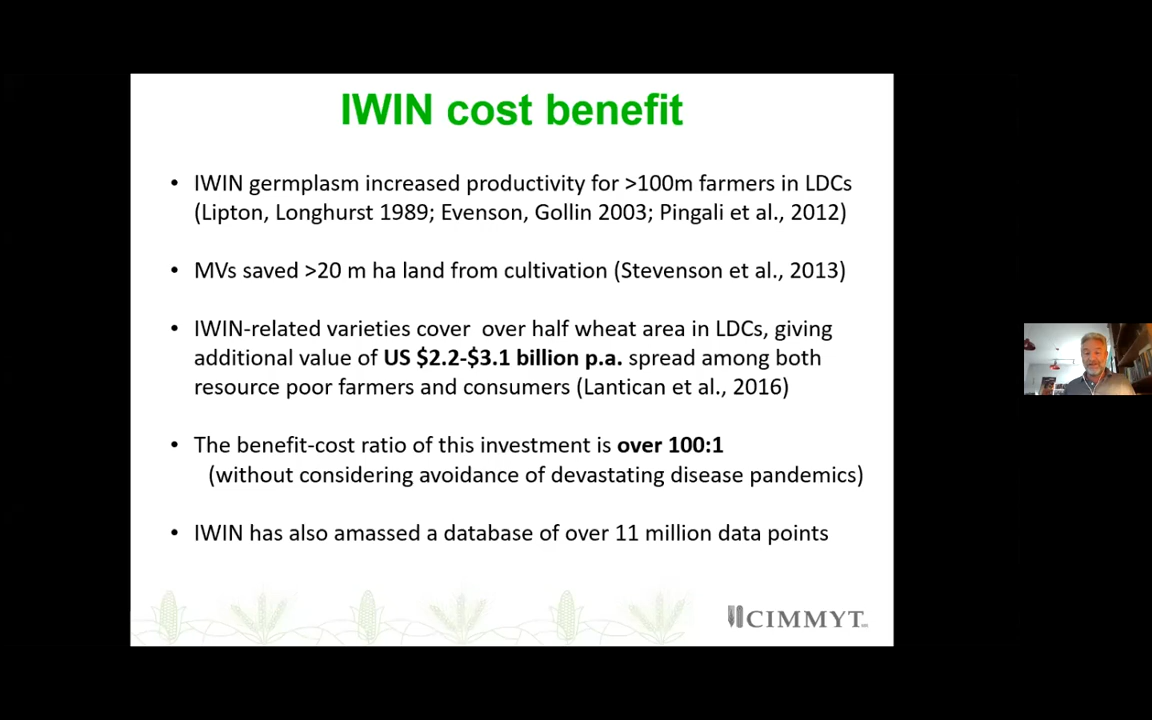 IWIN cost benefit
• IWIN germplasm increased productivity for >100m farmers in LDCs
(Lipton, Longhurst 1989; Evenson, Gollin 2003; Pingali et al., 2012)
• MVs saved >20 m ha land from cultivation (Stevenson et al., 2013)
• IWIN-related varieties cover  over half wheat area in LDCs, giving
additional value of US $2.2-$3.1 billion p.a. spread among both
resource poor farmers and consumers (Lantican et al., 2016)
• The benefit-cost ratio of this investment is over 100:1
(without considering avoidance of devastating disease pandemics)
• IWIN has also amassed a database of over 11 million data points
CIMMYT